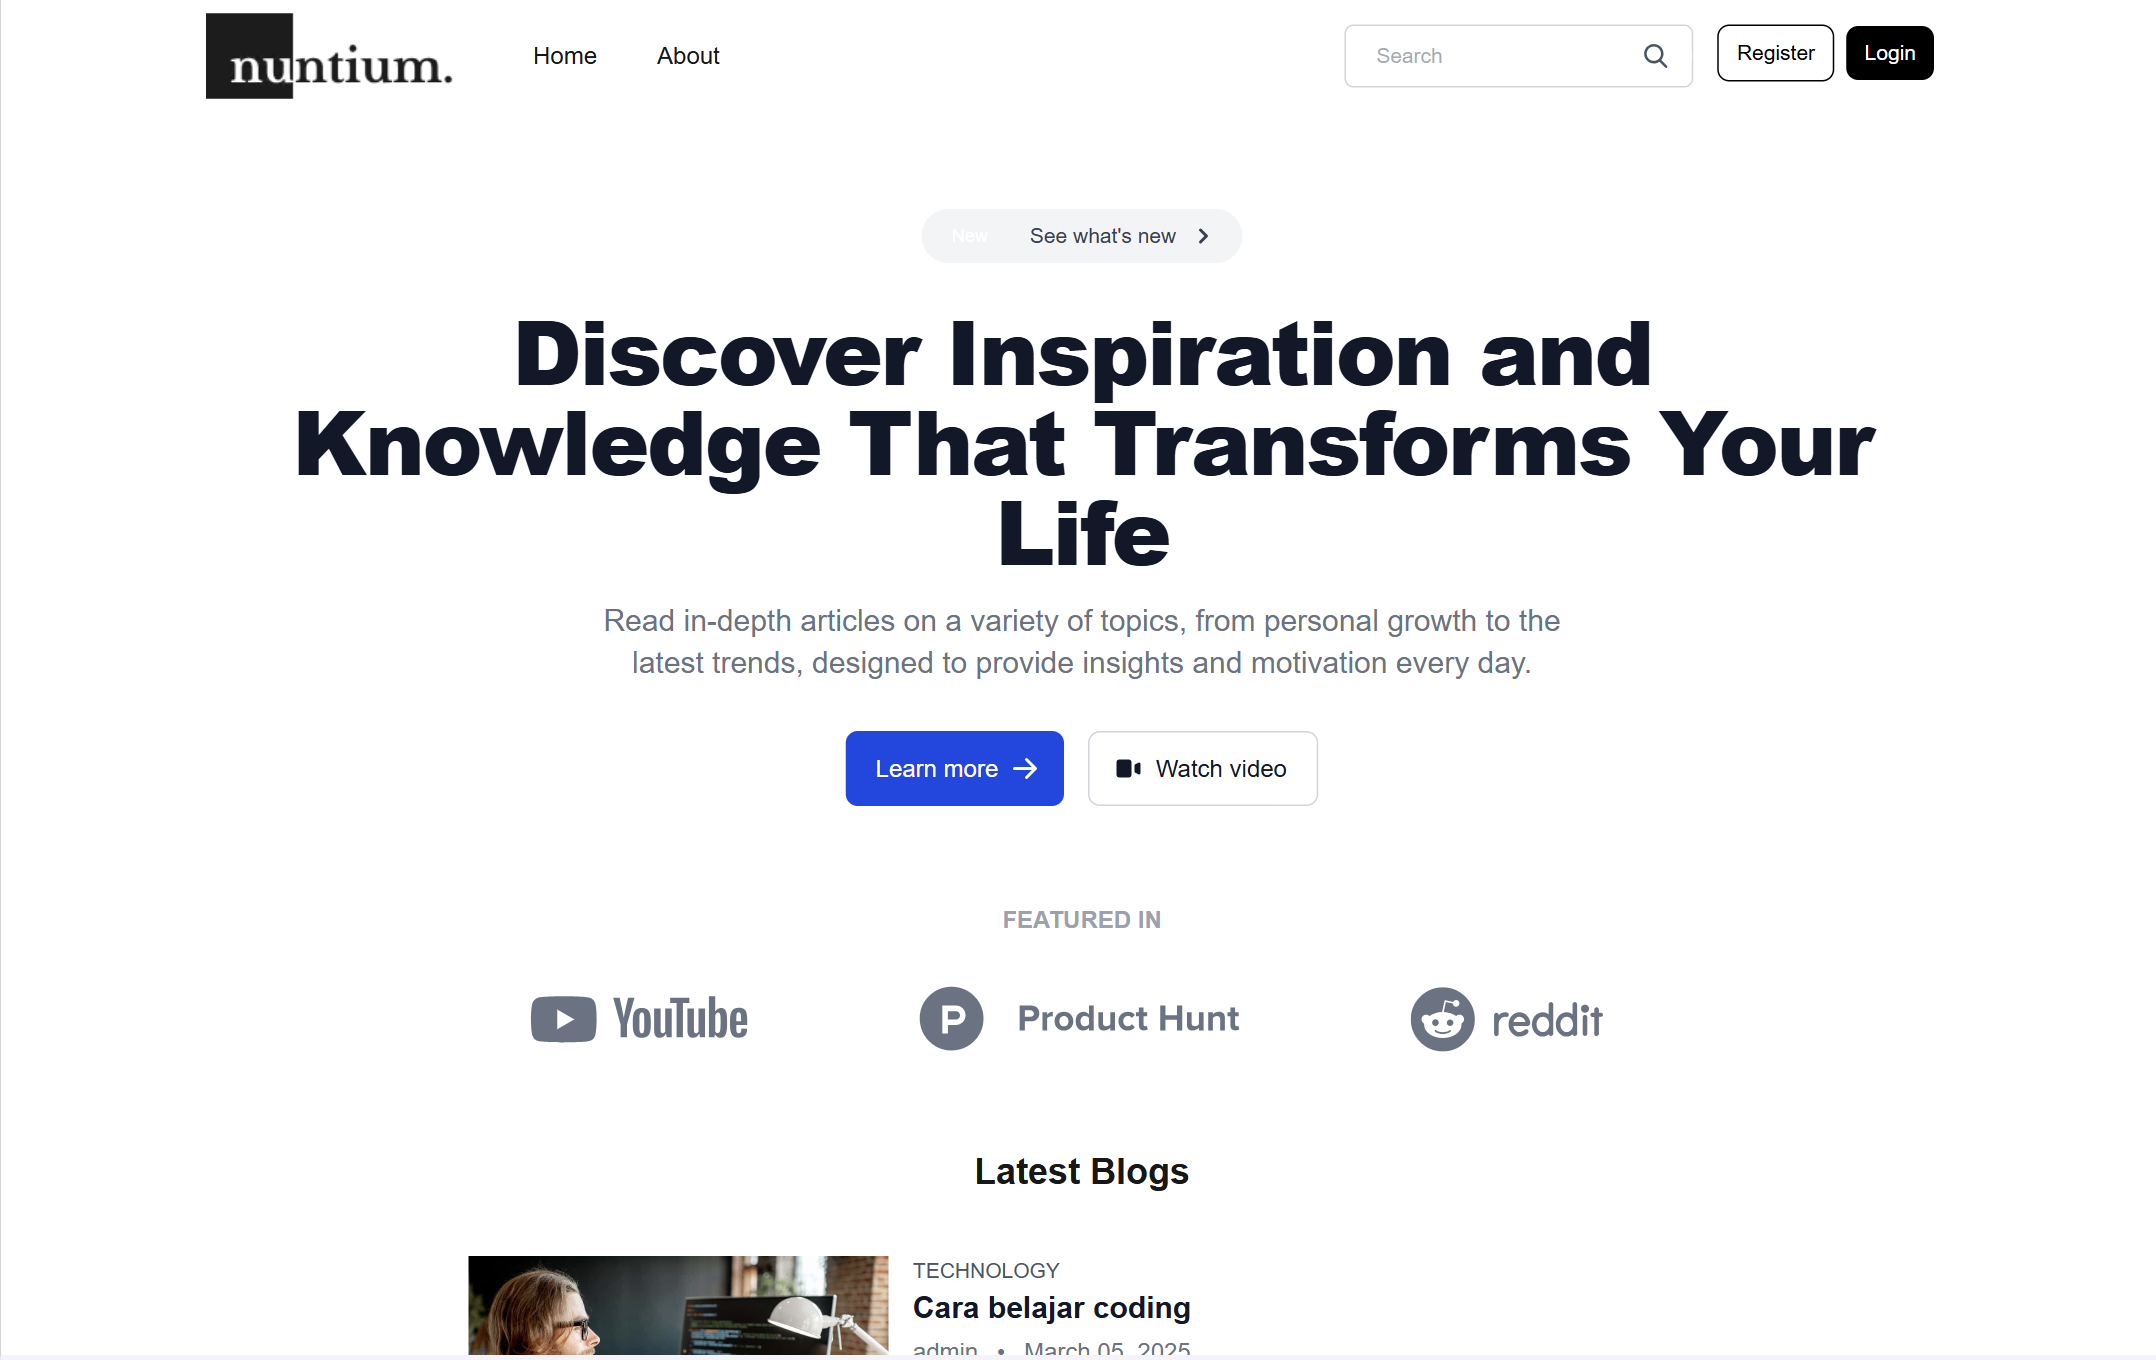 nuntium.
Home
About
Search
Register
Login
New
See what's new
Discover Inspiration and
Knowledge That Transforms Your
Life
Read in-depth articles on a variety of topics, from personal growth to the
latest trends, designed to provide insights and motivation every day.
Learn more
Watch video
FEATURED IN
YouTube
P
Product Hunt
reddit
Latest Blogs
TECHNOLOGY
Cara belajar coding
admin • March 05, 2025